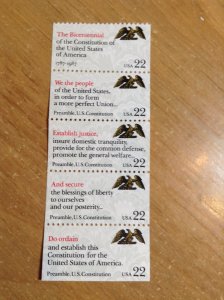 The Bicentennial
of the Constitution of
the United States
of America
1787-1987 USA 22
We the people
of the United States,
in order to form
a more perfect Union...
Preamble, U.S. Constitution USA 22
Establish justice,
insure domestic tranquility,
provide for the common defense,
promote the general welfare...
Preamble, U.S. Constitution USA 22
And secure
the blessings of liberty
to ourselves
and our posterity...
Preamble, U.S. Constitution USA 22
Do ordain
and establish this
Constitution for the
United States of America.
Preamble, U.S. Constitution USA 22